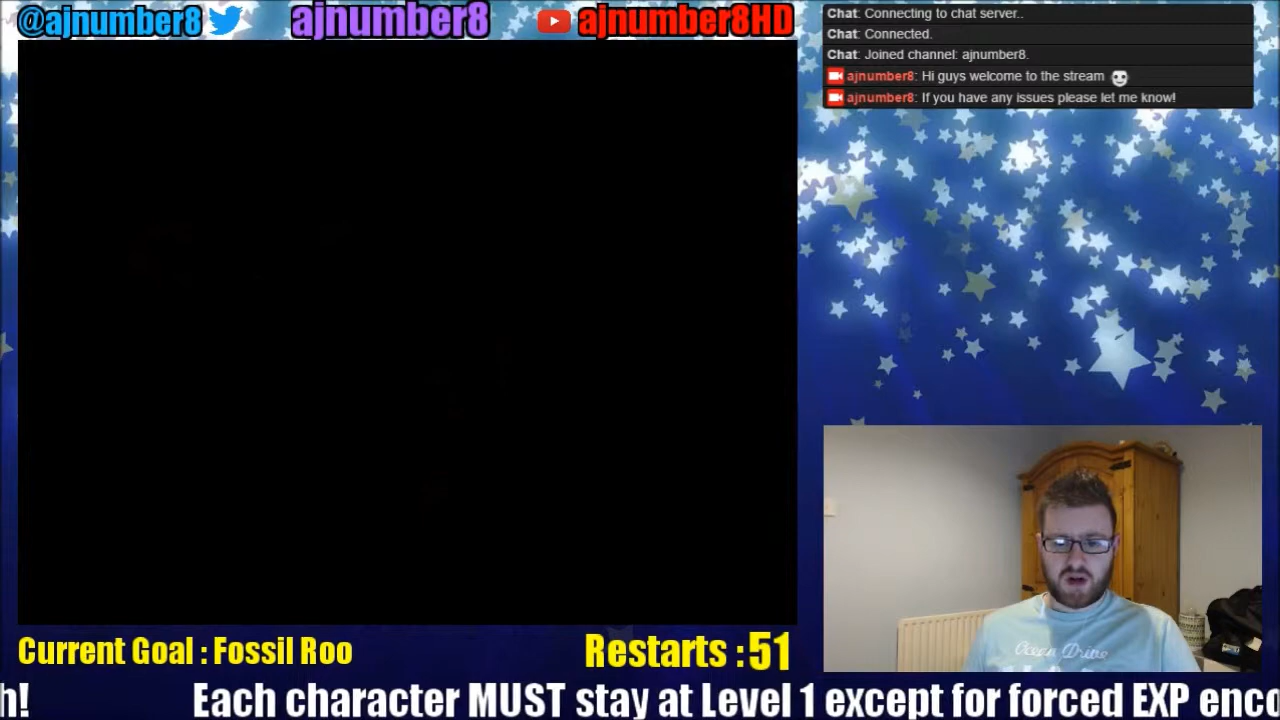 @ajnumber8
ajnumber8
ajnumber8HD
Chat: Connecting to chat server..
Chat: Connected.
Chat: Joined channel: ajnumber8.
ajnumber8: Hi guys welcome to the stream
ajnumber8: If you have any issues please let me know!
Ocean Drive
Current Goal : Fossil Roo
Restarts : 51
h! Each character MUST stay at Level 1 except for forced EXP enco